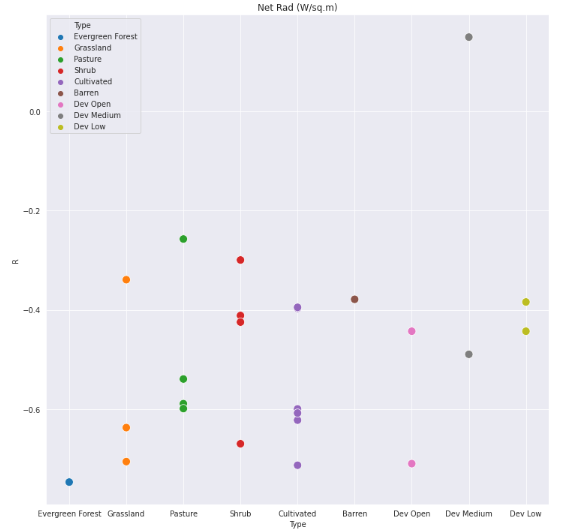 Net Rad (W/sq.m)
Type
Evergreen Forest
Grassland
Pasture
Shrub
Cultivated
Barren
Dev Open
Dev Medium
Dev Low
0.0
−0.2
−0.4
−0.6
R
Evergreen Forest Grassland Pasture Shrub Cultivated Barren Dev Open Dev Medium Dev Low
Type